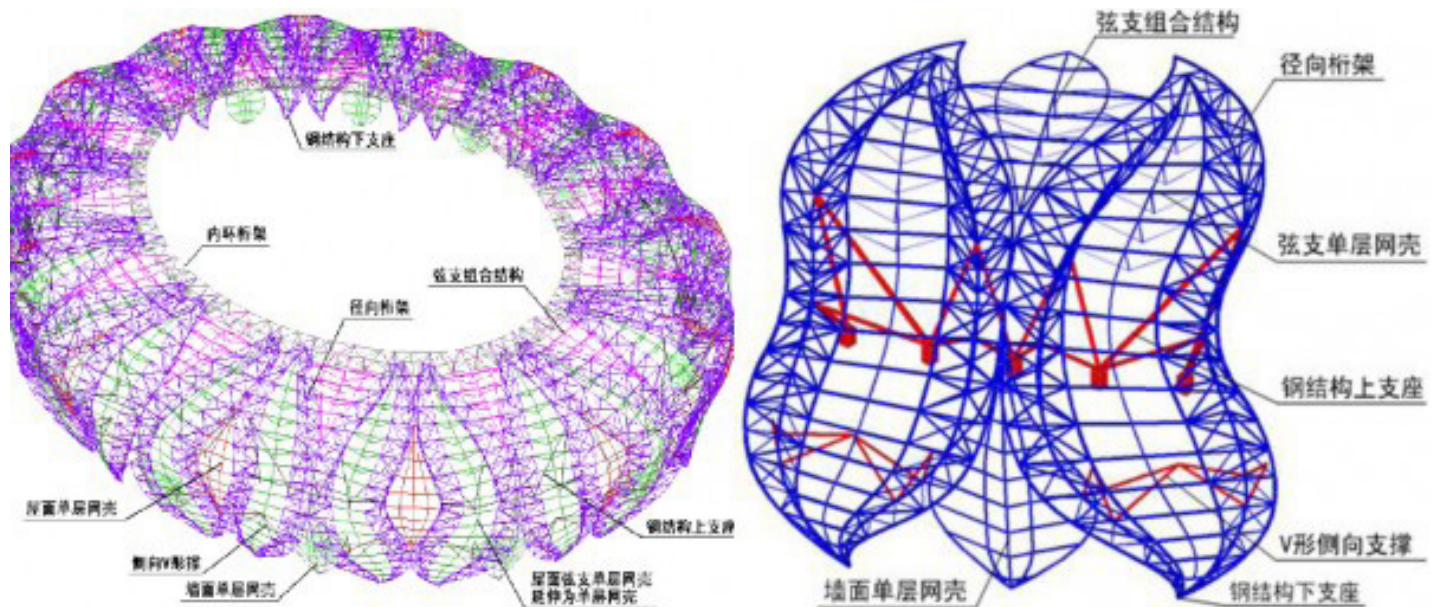 钢结构下支座
内环桁架
弦支组合结构
径向桁架
屋面单层网壳
侧向V形撑
墙面单层网壳
钢结构上支座
屋面弦支单层网壳
延伸为单层网壳
弦支组合结构
径向桁架
弦支单层网壳
钢结构上支座
V形侧向支撑
墙面单层网壳
钢结构下支座